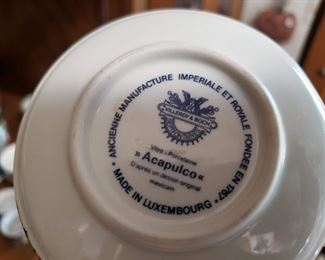 ANCIENNE MANUFACTURE IMPERIALE ET ROYALE FONDEE EN 1767
VILLEROY & BOCH
Vitro-Porcelaine
» Acapulco «
D'après un dessin original
mexicain
• MADE IN LUXEMBOURG •